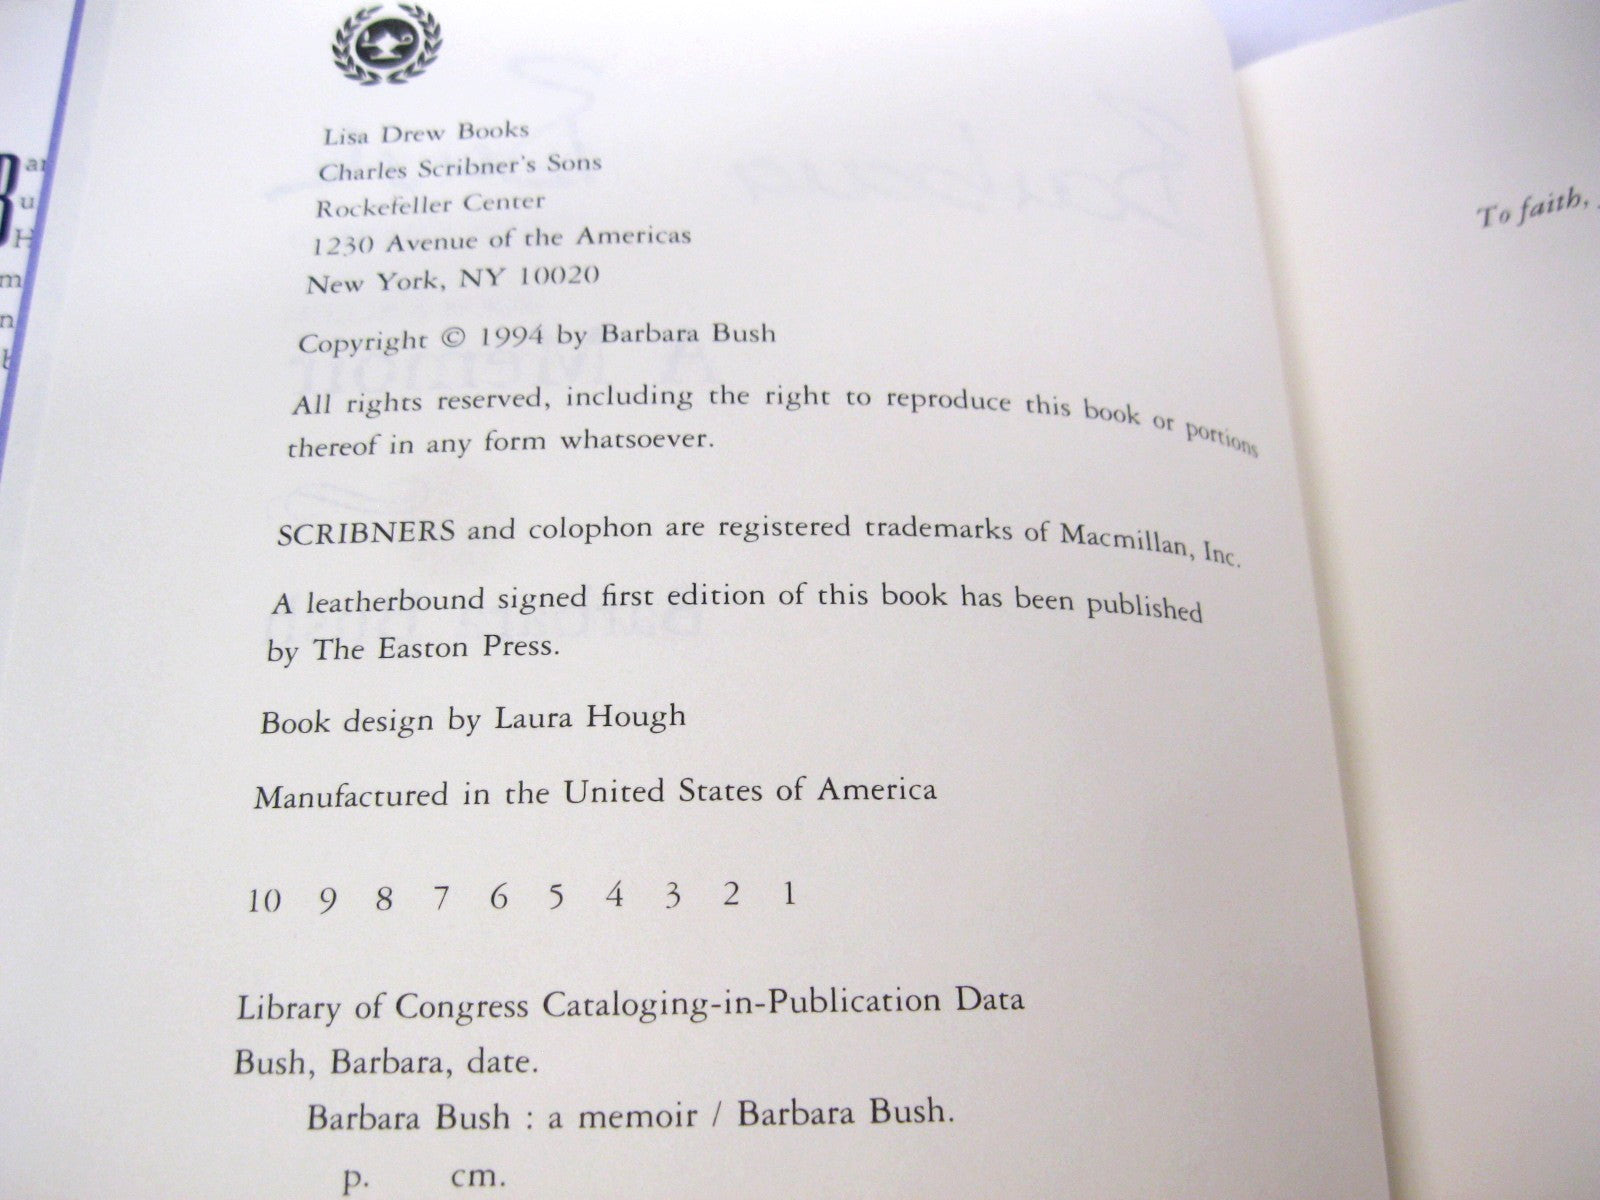 Lisa Drew Books
Charles Scribner's Sons
Rockefeller Center
1230 Avenue of the Americas
New York, NY 10020
Copyright © 1994 by Barbara Bush
All rights reserved, including the right to reproduce this book or portions
thereof in any form whatsoever.
SCRIBNERS and colophon are registered trademarks of Macmillan, Inc.
A leatherbound signed first edition of this book has been published
by The Easton Press.
Book design by Laura Hough
Manufactured in the United States of America
10 9 8 7 6 5 4 3 2 1
Library of Congress Cataloging-in-Publication Data
Bush, Barbara, date.
Barbara Bush : a memoir / Barbara Bush.
p. cm.
To faith,